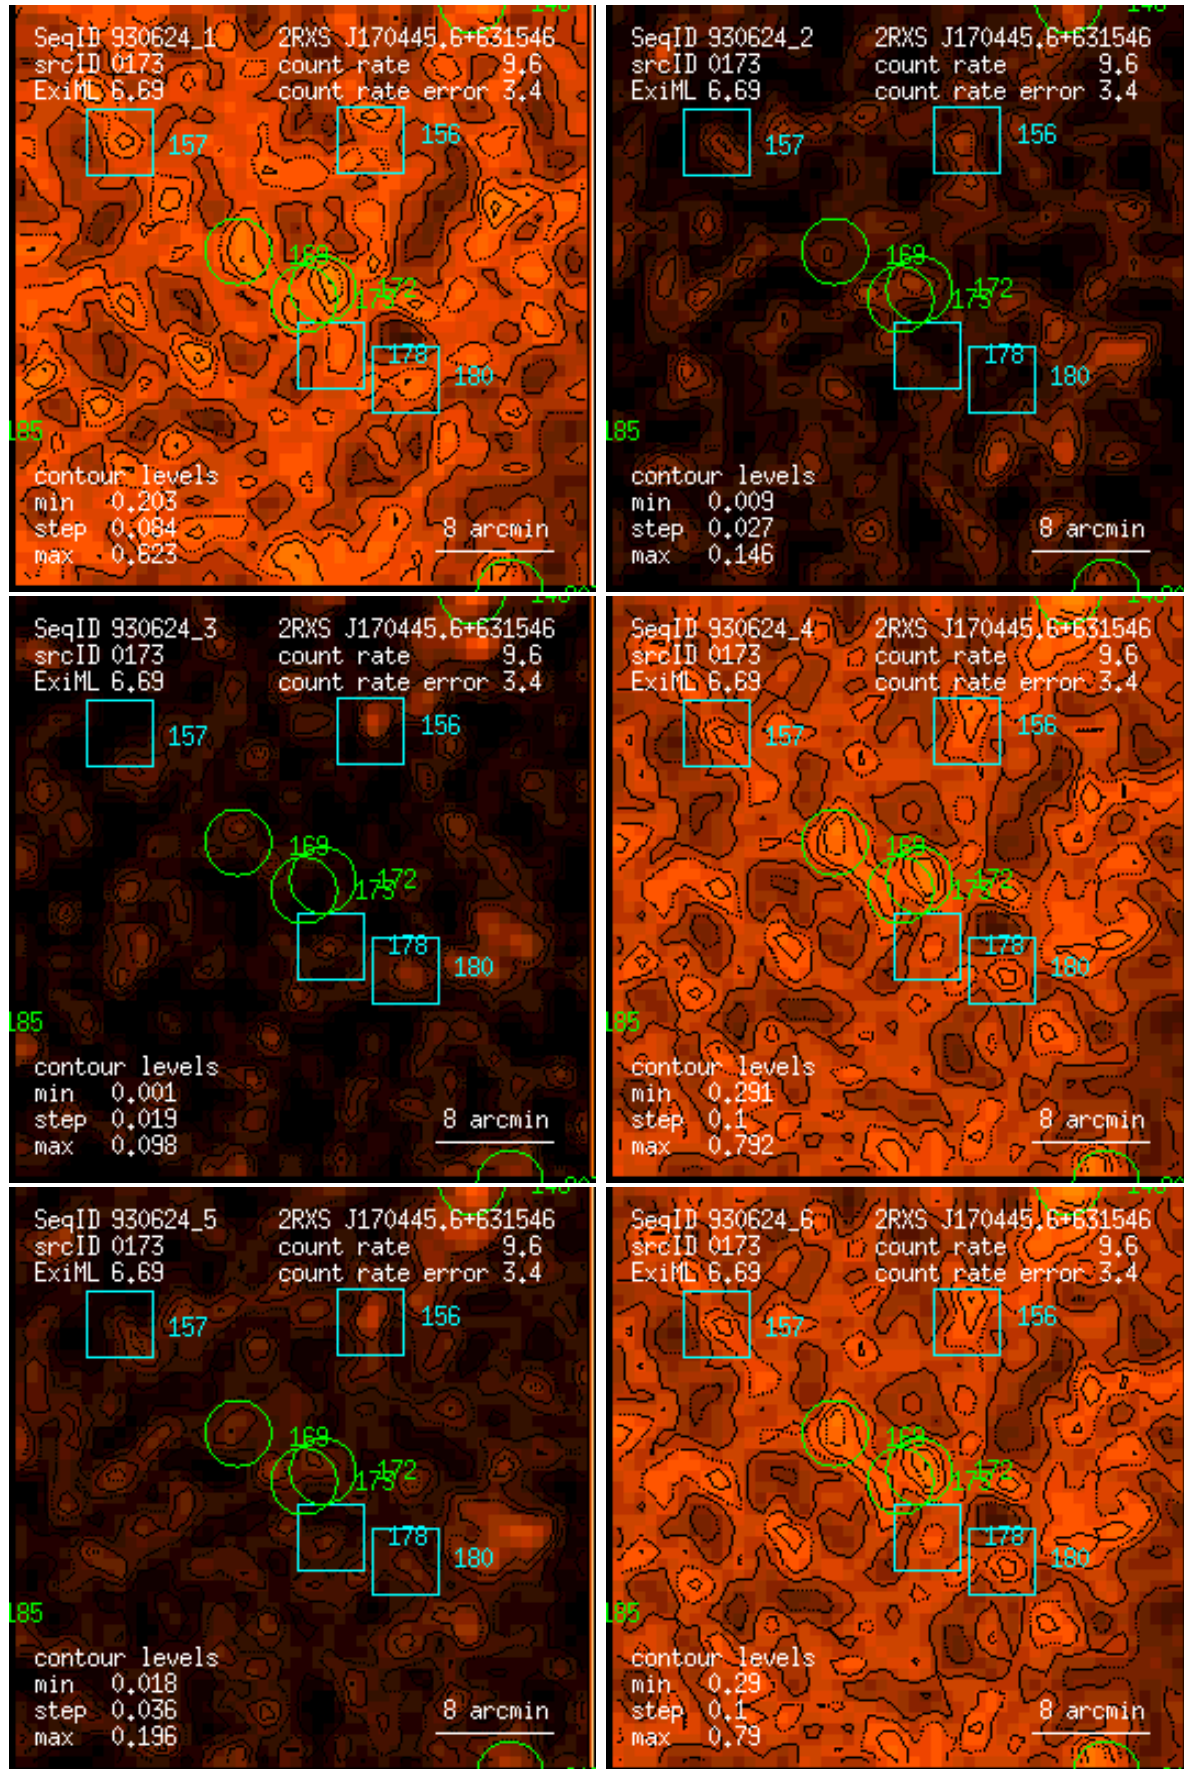 SeqID 930624_1 2RXS J170445.6+631546
srcID 0173 count rate 9.6
ExiML 6.69 count rate error 3.4
157
156
169
172
173
178
180
185
contour levels
min 0.203
step 0.084
max 0.623
8 arcmin
SeqID 930624_2 2RXS J170445.6+631546
srcID 0173 count rate 9.6
ExiML 6.69 count rate error 3.4
157
156
169
172
173
178
180
185
contour levels
min 0.009
step 0.027
max 0.146
8 arcmin
SeqID 930624_3 2RXS J170445.6+631546
srcID 0173 count rate 9.6
ExiML 6.69 count rate error 3.4
157
156
169
172
173
178
180
185
contour levels
min 0.001
step 0.019
max 0.098
8 arcmin
SeqID 930624_4 2RXS J170445.6+631546
srcID 0173 count rate 9.6
ExiML 6.69 count rate error 3.4
157
156
169
172
173
178
180
185
contour levels
min 0.291
step 0.1
max 0.792
8 arcmin
SeqID 930624_5 2RXS J170445.6+631546
srcID 0173 count rate 9.6
ExiML 6.69 count rate error 3.4
157
156
169
172
173
178
180
185
contour levels
min 0.018
step 0.036
max 0.196
8 arcmin
SeqID 930624_6 2RXS J170445.6+631546
srcID 0173 count rate 9.6
ExiML 6.69 count rate error 3.4
157
156
169
172
173
178
180
185
contour levels
min 0.29
step 0.1
max 0.79
8 arcmin